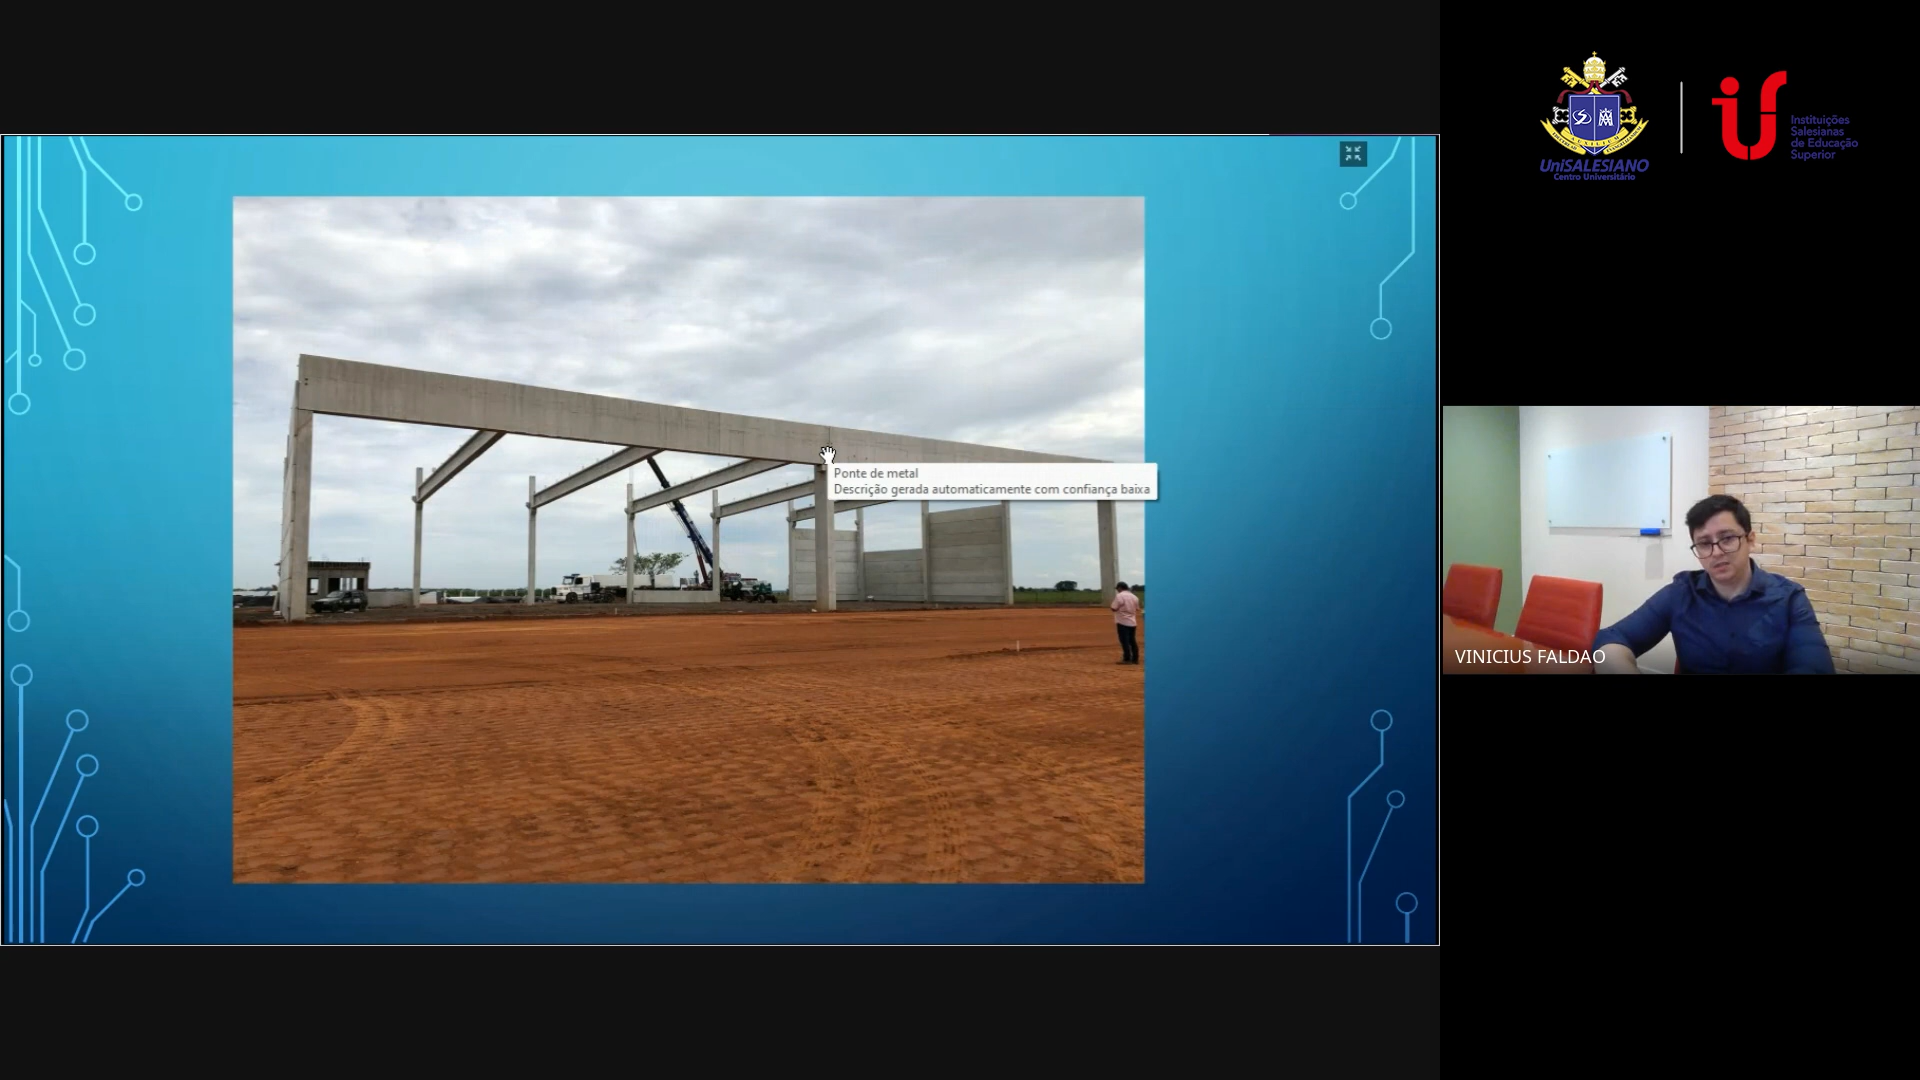 UniSALESIANO
Centro Universitário
Instituições
Salesianas
de Educação
Superior
Ponte de metal
Descrição gerada automaticamente com confiança baixa
VINICIUS FALDAO